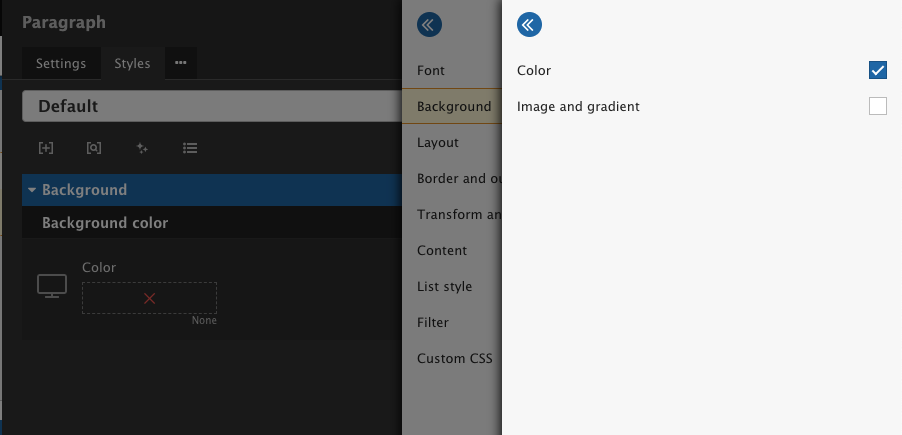 Paragraph
Settings
Styles
Default
Background
Background color
Color
None
Font
Background
Layout
Border and ou
Transform an
Content
List style
Filter
Custom CSS
Color
Image and gradient